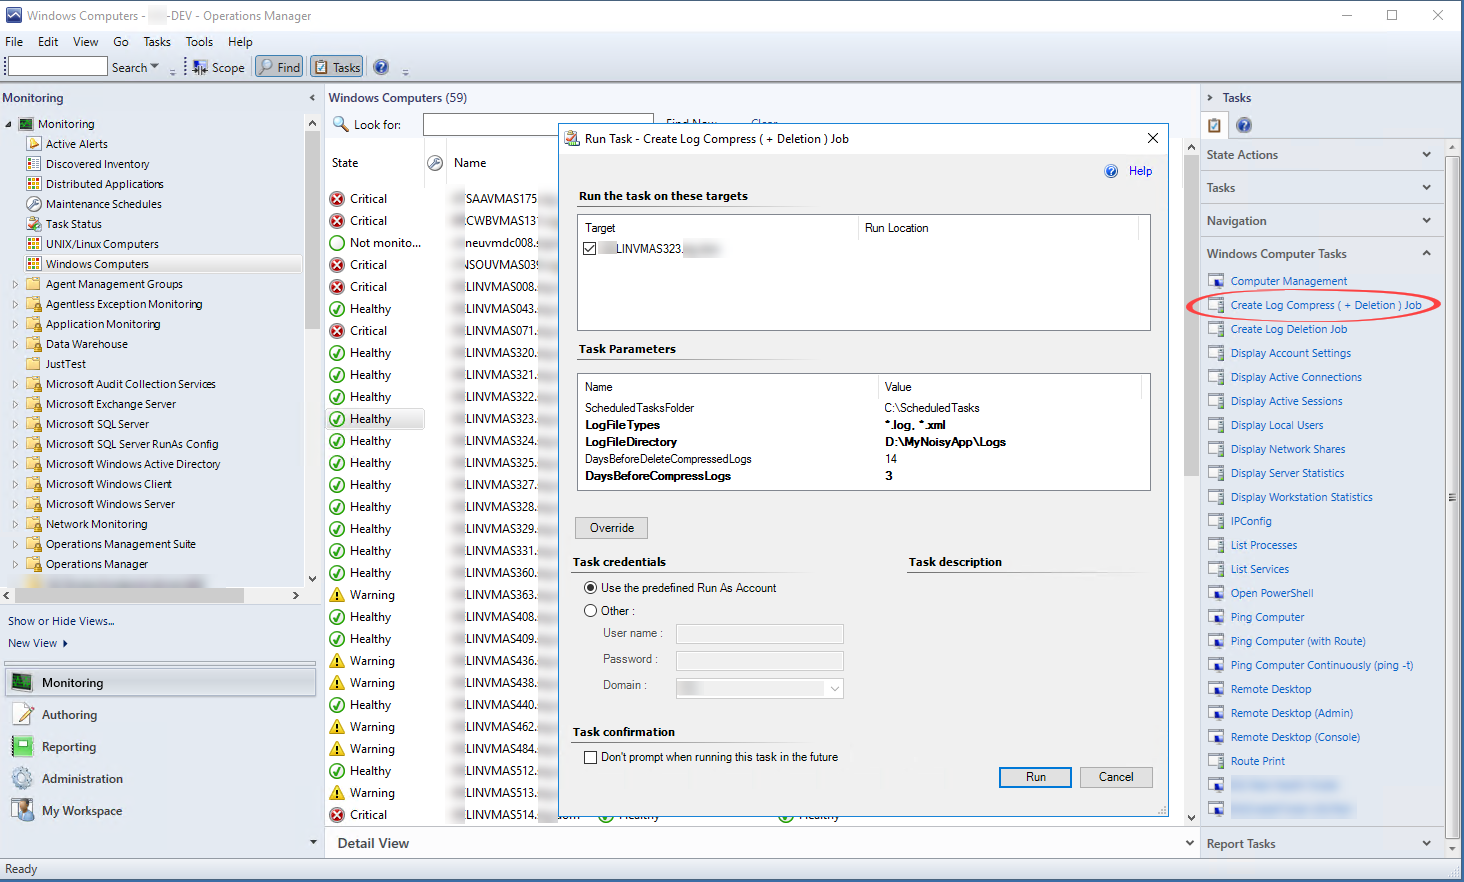 Windows Computers - -DEV - Operations Manager
File Edit View Go Tasks Tools Help
Search Scope Find Tasks
Monitoring
Monitoring
Active Alerts
Discovered Inventory
Distributed Applications
Maintenance Schedules
Task Status
UNIX/Linux Computers
Windows Computers
Agent Management Groups
Agentless Exception Monitoring
Application Monitoring
Data Warehouse
JustTest
Microsoft Audit Collection Services
Microsoft Exchange Server
Microsoft SQL Server
Microsoft SQL Server RunAs Config
Microsoft Windows Active Directory
Microsoft Windows Client
Microsoft Windows Server
Network Monitoring
Operations Management Suite
Operations Manager
Show or Hide Views...
New View
Monitoring
Authoring
Reporting
Administration
My Workspace
Ready
Windows Computers (59)
Look for: Find Now Clear
State Name
Critical SAAVMAS175.
Critical CWBVMAS131
Not monito... neuvmdc008.s
Critical NSOUVMAS039
Critical LINVMAS008.
Healthy LINVMAS043.
Critical LINVMAS071.
Healthy LINVMAS320.
Healthy LINVMAS321.
Healthy LINVMAS322.
Healthy LINVMAS323.
Healthy LINVMAS324.
Healthy LINVMAS325.
Healthy LINVMAS327.
Healthy LINVMAS328.
Healthy LINVMAS329.
Healthy LINVMAS331.
Healthy LINVMAS360.
Warning LINVMAS363.
Healthy LINVMAS408.
Healthy LINVMAS409.
Warning LINVMAS436.
Warning LINVMAS438.
Healthy LINVMAS440.
Warning LINVMAS462.
Warning LINVMAS484.
Healthy LINVMAS512.
Warning LINVMAS513.
Critical LINVMAS514. Healthy Healthy
Detail View
Run Task - Create Log Compress ( + Deletion ) Job
Help
Run the task on these targets
Target Run Location
LINVMAS323.
Task Parameters
Name Value
ScheduledTasksFolder C:\ScheduledTasks
LogFileTypes *.log, *.xml
LogFileDirectory D:\MyNoisyApp\Logs
DaysBeforeDeleteCompressedLogs 14
DaysBeforeCompressLogs 3
Override
Task credentials Task description
Use the predefined Run As Account
Other :
User name :
Password :
Domain :
Task confirmation
Don't prompt when running this task in the future
Run Cancel
Tasks
State Actions
Tasks
Navigation
Windows Computer Tasks
Computer Management
Create Log Compress ( + Deletion ) Job
Create Log Deletion Job
Display Account Settings
Display Active Connections
Display Active Sessions
Display Local Users
Display Network Shares
Display Server Statistics
Display Workstation Statistics
IPConfig
List Processes
List Services
Open PowerShell
Ping Computer
Ping Computer (with Route)
Ping Computer Continuously (ping -t)
Remote Desktop
Remote Desktop (Admin)
Remote Desktop (Console)
Route Print
Report Tasks